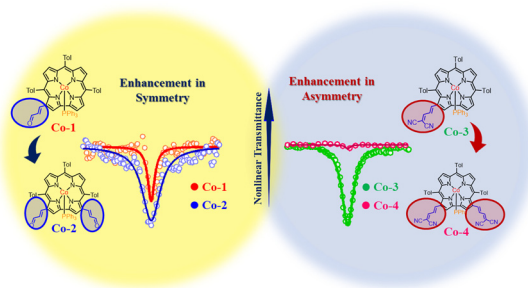 Tol
Tol
Tol
Co
PPh3
Co-1
Enhancement in
Symmetry
Tol
Tol
Tol
Co
PPh3
Co-2
Co-1
Co-2
Nonlinear Transmittance
Enhancement in
Asymmetry
Co-3
Co-4
Tol
Tol
Tol
Co
PPh3
NC
CN
Co-3
Tol
Tol
Tol
Co
PPh3
NC
CN
NC
CN
Co-4